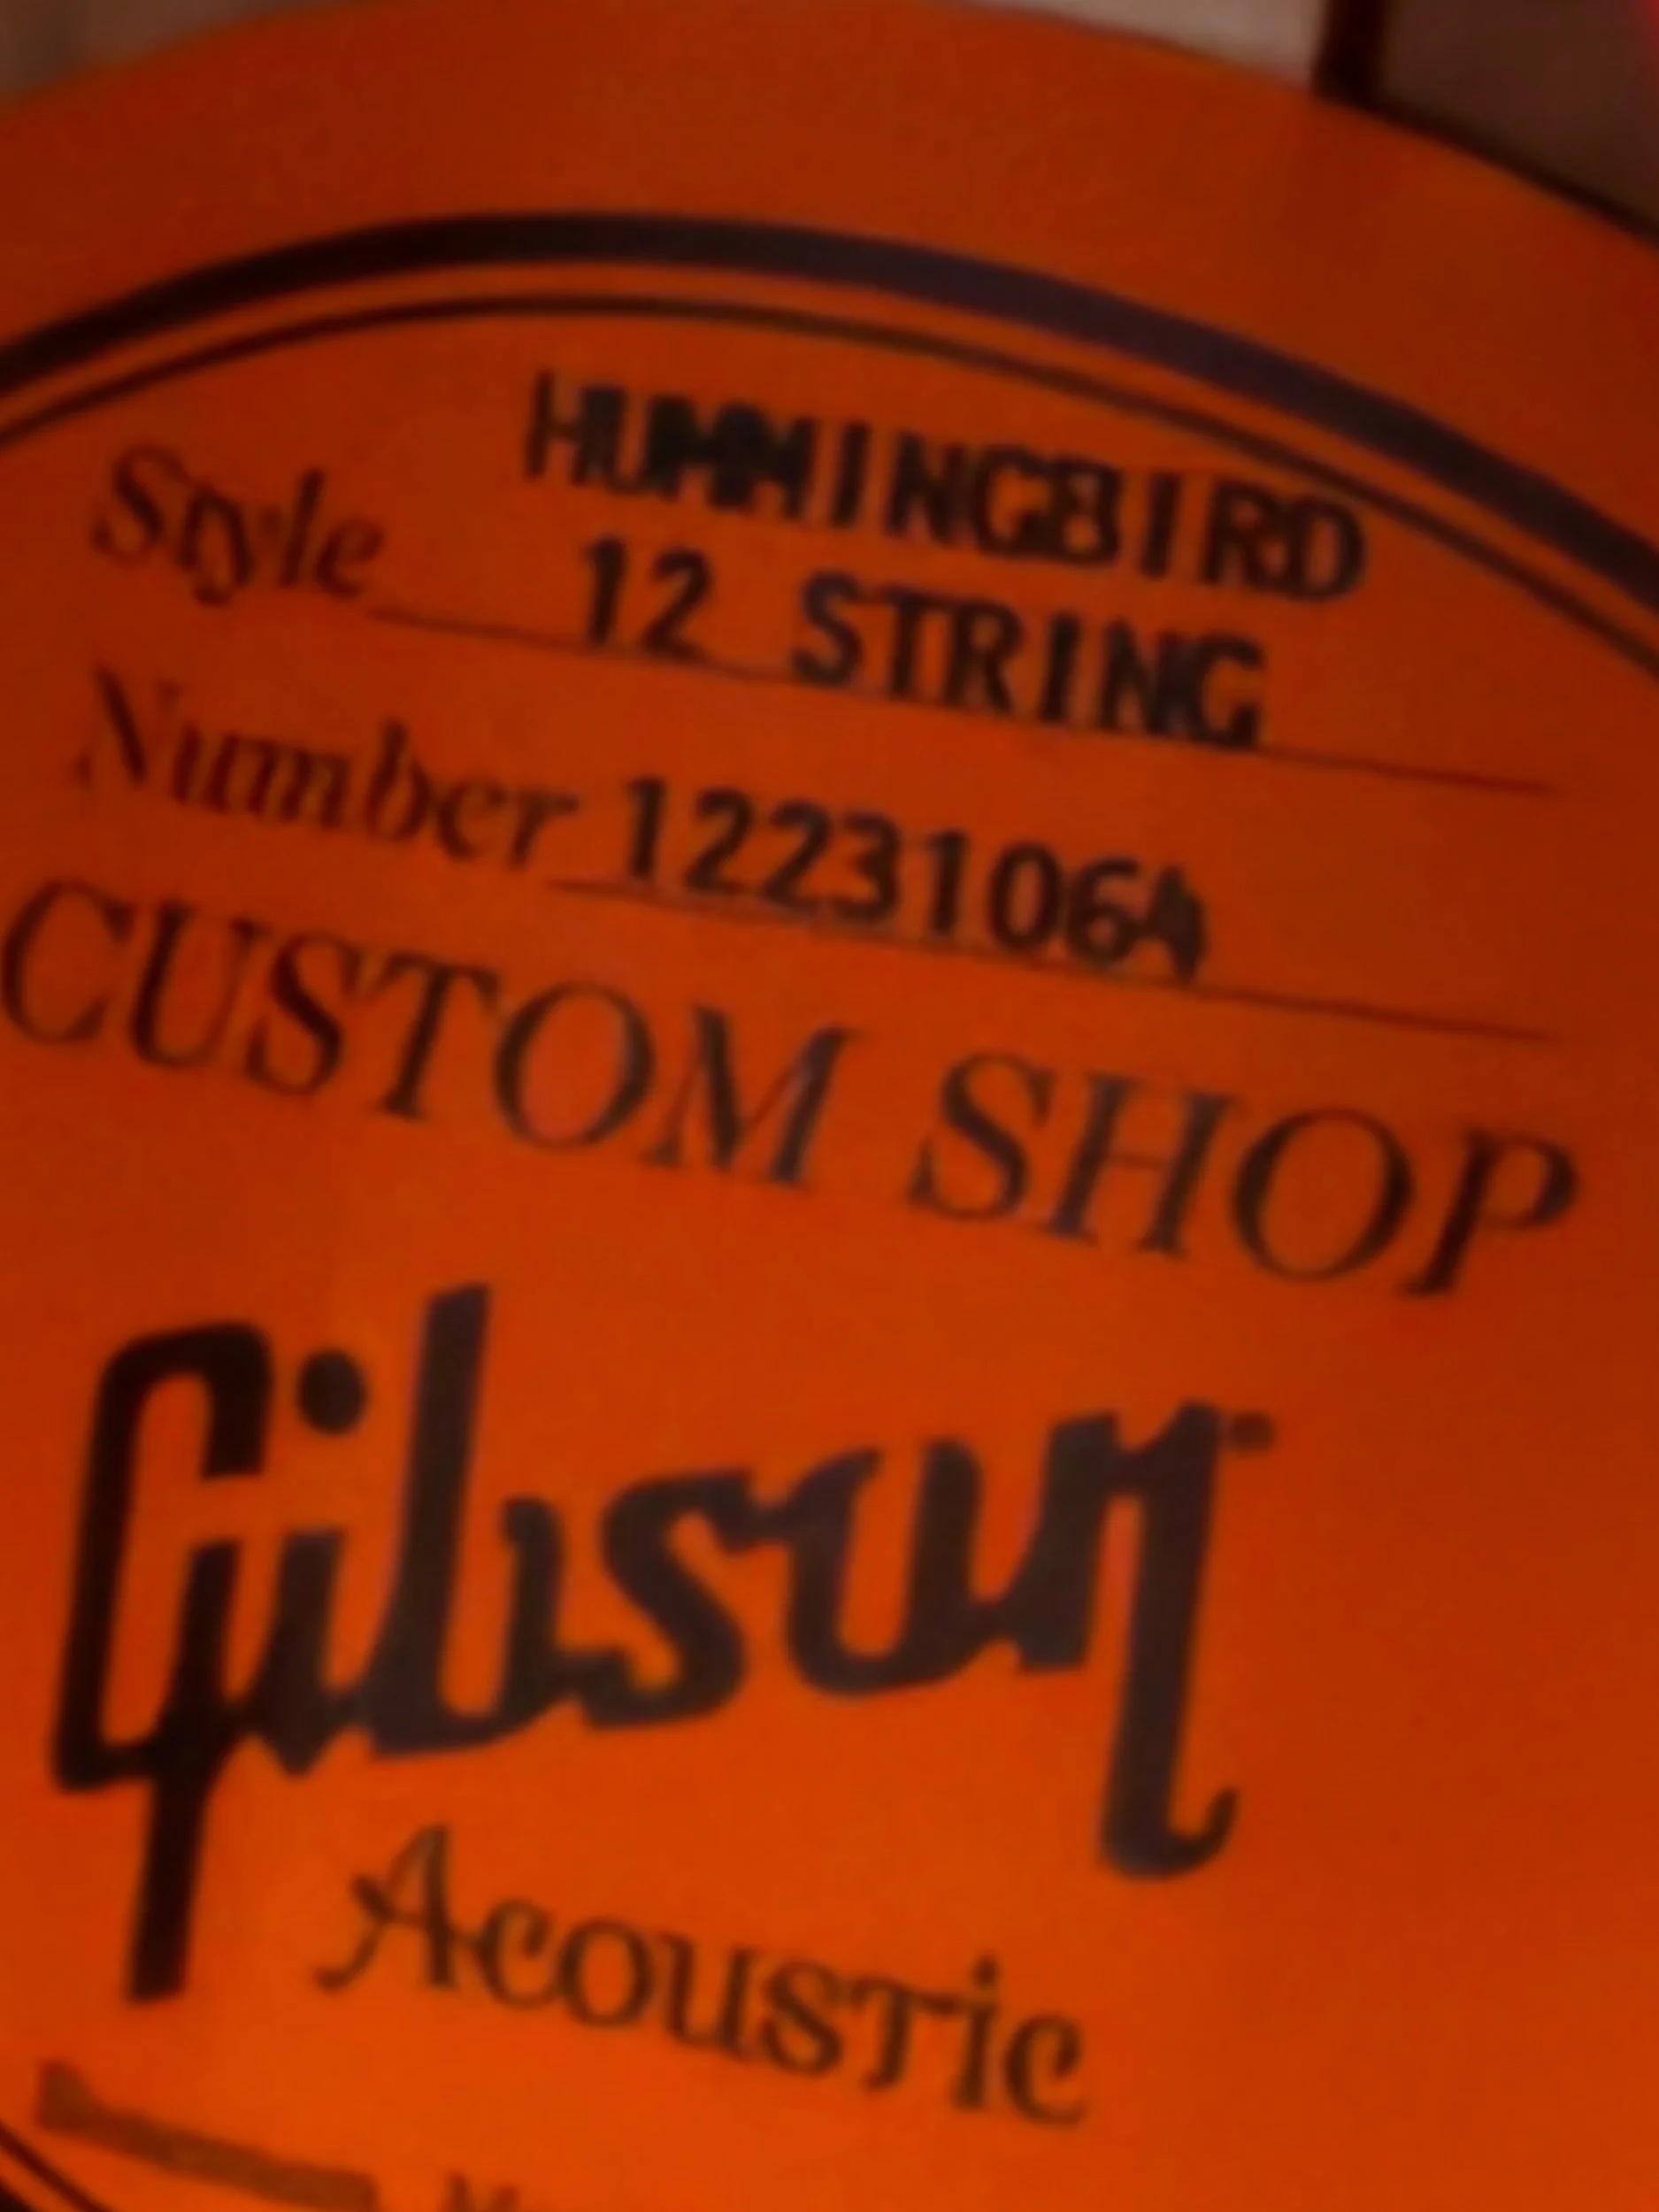 HUMMINGBIRD
Style 12 STRING
Number 12231064
CUSTOM SHOP
Gibson
Acoustic